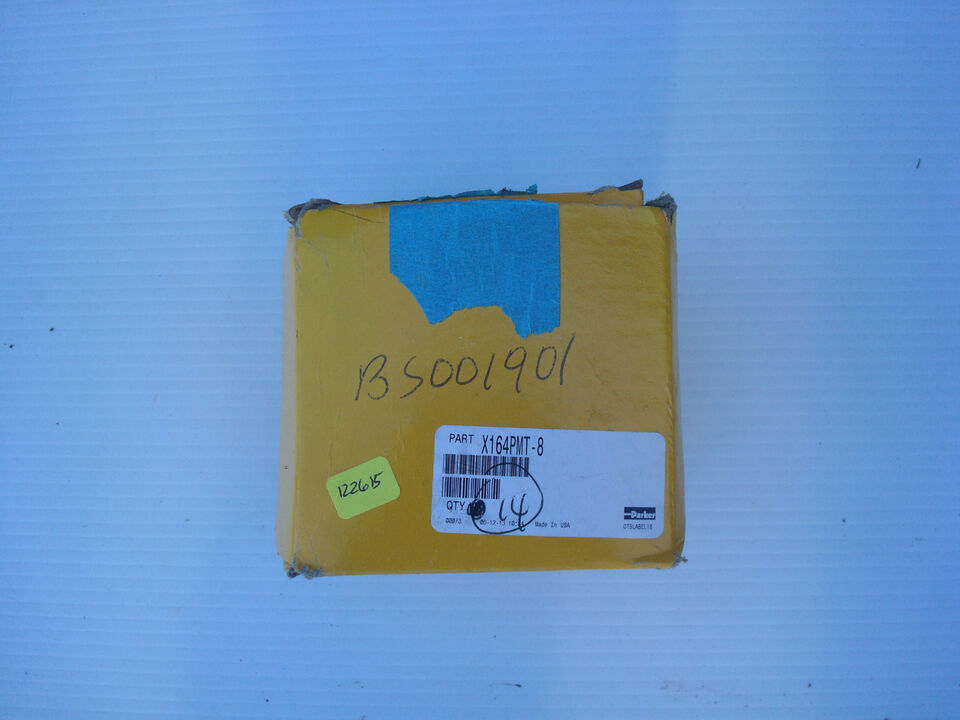 BS001901
PART X164PMT-8
122615
QTY 14
Made In USA
Parker
OTSLABEL18